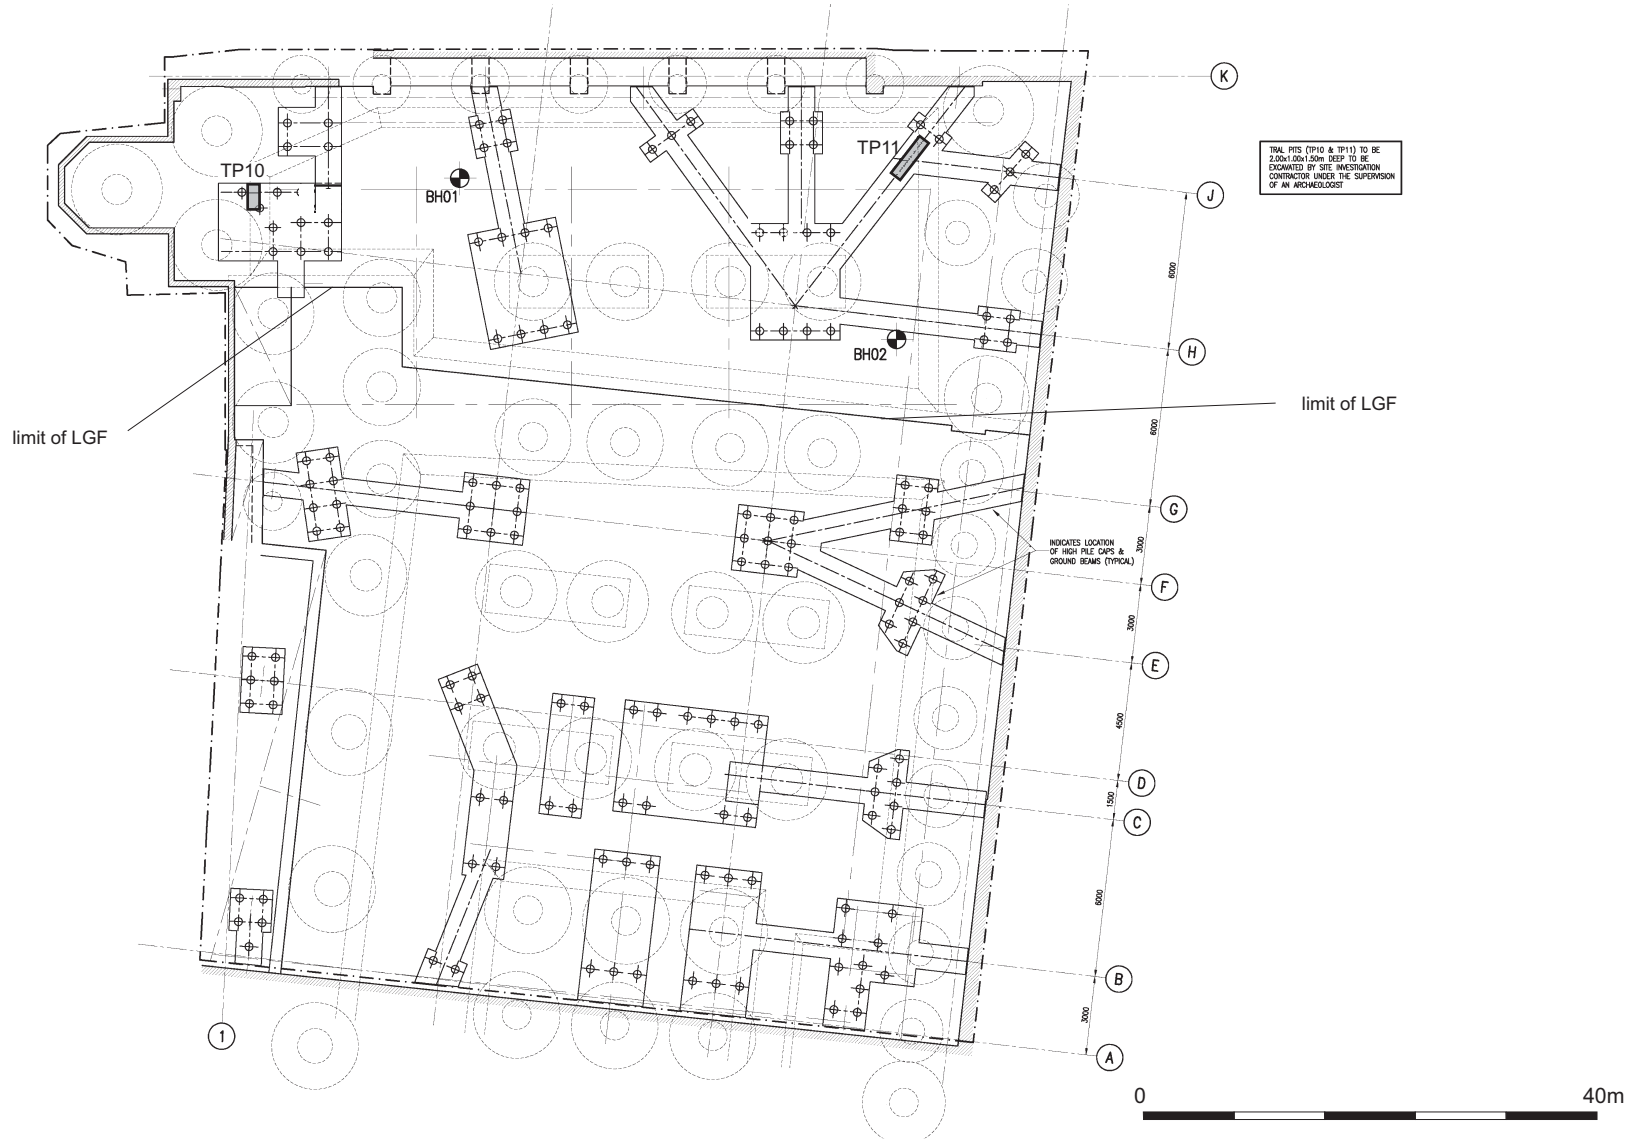 K
TP10
TP11
BH01
TRAL PITS (TP10 & TP11) TO BE
2.00x1.00x1.50m DEEP TO BE
EXCAVATED BY SITE INVESTIGATION
CONTRACTOR UNDER THE SUPERVISION
OF AN ARCHAEOLOGIST
J
6000
BH02
H
limit of LGF
limit of LGF
6000
G
INDICATES LOCATION
OF HIGH PILE CAPS &
GROUND BEAMS (TYPICAL)
3000
F
3000
E
4500
D
1500
C
6000
B
3000
1
A
0
40m